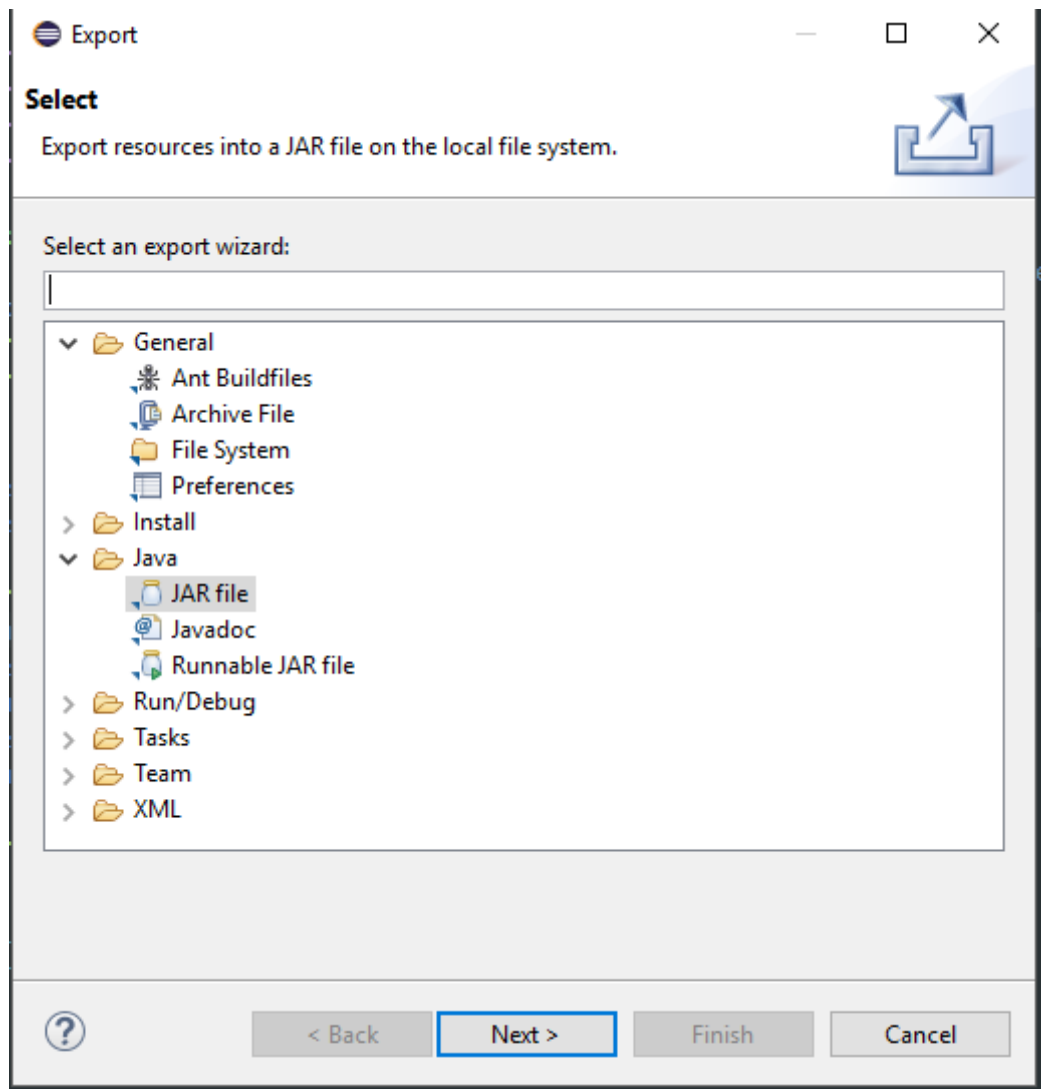 Export
Select
Export resources into a JAR file on the local file system.
Select an export wizard:
General
Ant Buildfiles
Archive File
File System
Preferences
Install
Java
JAR file
Javadoc
Runnable JAR file
Run/Debug
Tasks
Team
XML
< Back Next > Finish Cancel